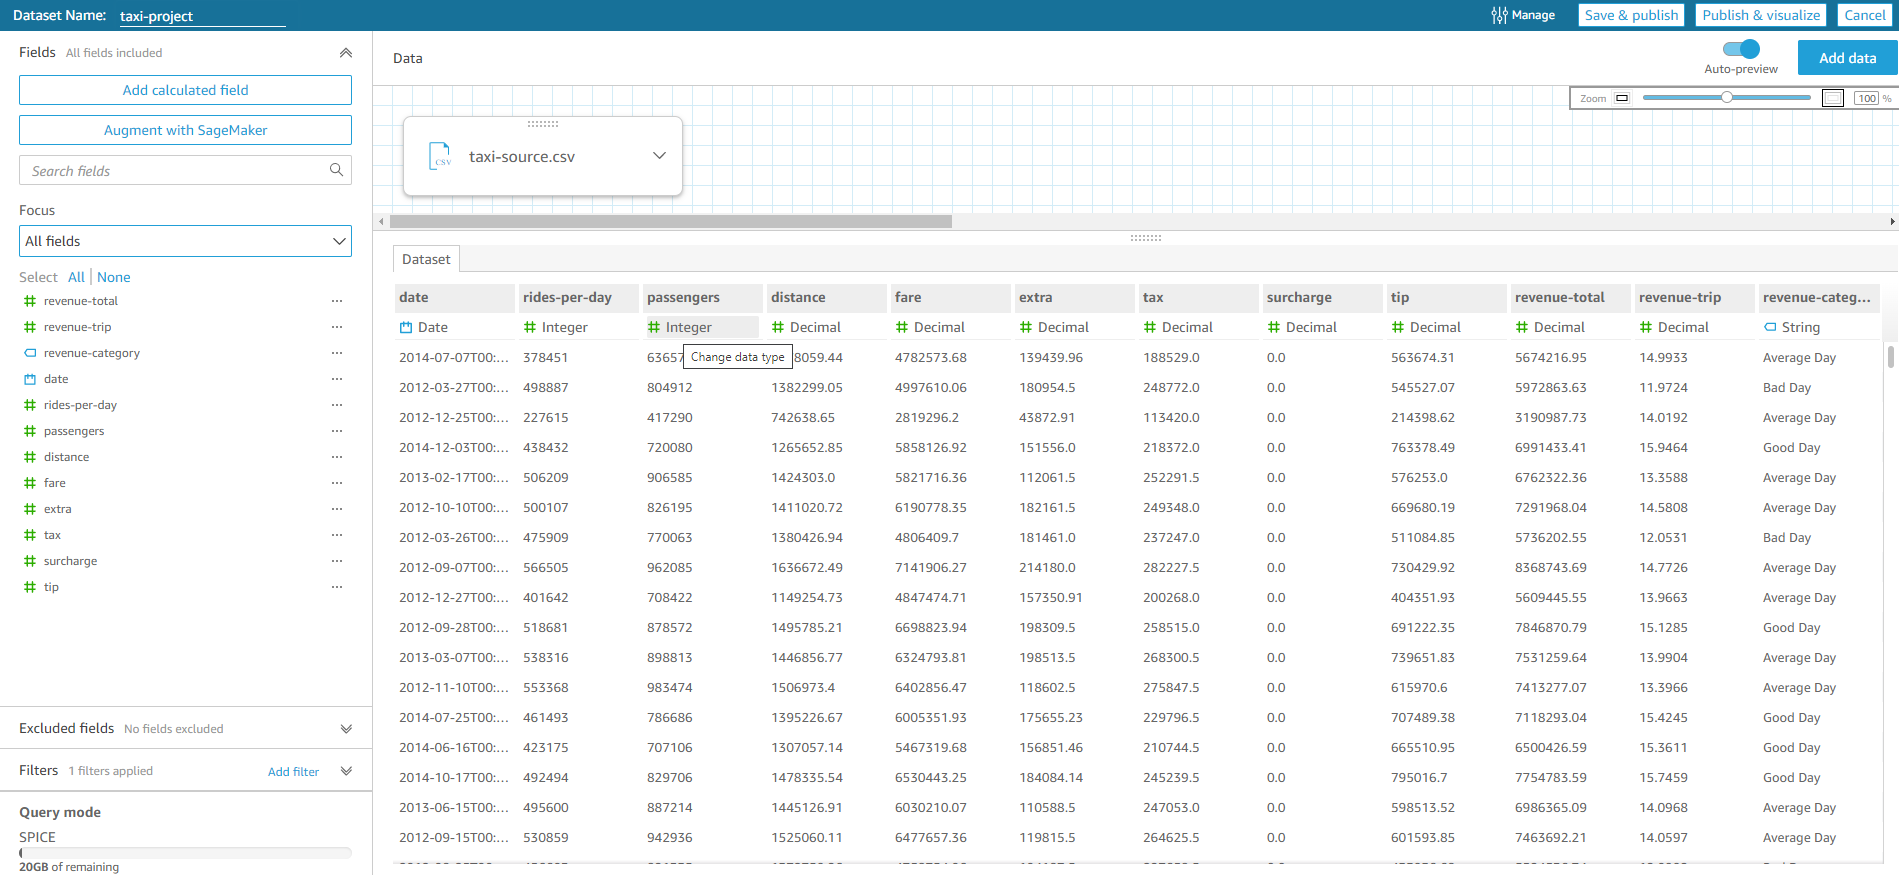 Dataset Name: taxi-project Manage Save & publish Publish & visualize Cancel
Fields All fields included
Add calculated field
Augment with SageMaker
Search fields
Focus
All fields
Select All | None
revenue-total ...
revenue-trip ...
revenue-category ...
date ...
rides-per-day ...
passengers ...
distance ...
fare ...
extra ...
tax ...
surcharge ...
tip ...
Excluded fields No fields excluded
Filters 1 filters applied Add filter
Query mode
SPICE
20GB of remaining
Data Auto-preview Add data
Zoom 100 %
CSV taxi-source.csv
Dataset
date rides-per-day passengers distance fare extra tax surcharge tip revenue-total revenue-trip revenue-categ...
Date Integer Integer Decimal Decimal Decimal Decimal Decimal Decimal Decimal Decimal String
Change data type
2014-07-07T00:... 378451 63657 8059.44 4782573.68 139439.96 188529.0 0.0 563674.31 5674216.95 14.9933 Average Day
2012-03-27T00:... 498887 804912 1382299.05 4997610.06 180954.5 248772.0 0.0 545527.07 5972863.63 11.9724 Bad Day
2012-12-25T00:... 227615 417290 742638.65 2819296.2 43872.91 113420.0 0.0 214398.62 3190987.73 14.0192 Average Day
2014-12-03T00:... 438432 720080 1265652.85 5858126.92 151556.0 218372.0 0.0 763378.49 6991433.41 15.9464 Good Day
2013-02-17T00:... 506209 906585 1424303.0 5821716.36 112061.5 252291.5 0.0 576253.0 6762322.36 13.3588 Average Day
2012-10-10T00:... 500107 826195 1411020.72 6190778.35 182161.5 249348.0 0.0 669680.19 7291968.04 14.5808 Average Day
2012-03-26T00:... 475909 770063 1380426.94 4806409.7 181461.0 237247.0 0.0 511084.85 5736202.55 12.0531 Bad Day
2012-09-07T00:... 566505 962085 1636672.49 7141906.27 214180.0 282227.5 0.0 730429.92 8368743.69 14.7726 Average Day
2012-12-27T00:... 401642 708422 1149254.73 4847474.71 157350.91 200268.0 0.0 404351.93 5609445.55 13.9663 Average Day
2012-09-28T00:... 518681 878572 1495785.21 6698823.94 198309.5 258515.0 0.0 691222.35 7846870.79 15.1285 Good Day
2013-03-07T00:... 538316 898813 1446856.77 6324793.81 198513.5 268300.5 0.0 739651.83 7531259.64 13.9904 Average Day
2012-11-10T00:... 553368 983474 1506973.4 6402856.47 118602.5 275847.5 0.0 615970.6 7413277.07 13.3966 Average Day
2014-07-25T00:... 461493 786686 1395226.67 6005351.93 175655.23 229796.5 0.0 707489.38 7118293.04 15.4245 Good Day
2014-06-16T00:... 423175 707106 1307057.14 5467319.68 156851.46 210744.5 0.0 665510.95 6500426.59 15.3611 Good Day
2014-10-17T00:... 492494 829706 1478335.54 6530443.25 184084.14 245239.5 0.0 795016.7 7754783.59 15.7459 Good Day
2013-06-15T00:... 495600 887214 1445126.91 6030210.07 110588.5 247053.0 0.0 598513.52 6986365.09 14.0968 Average Day
2012-09-15T00:... 530859 942936 1525060.11 6477657.36 119815.5 264625.5 0.0 601593.85 7463692.21 14.0597 Average Day